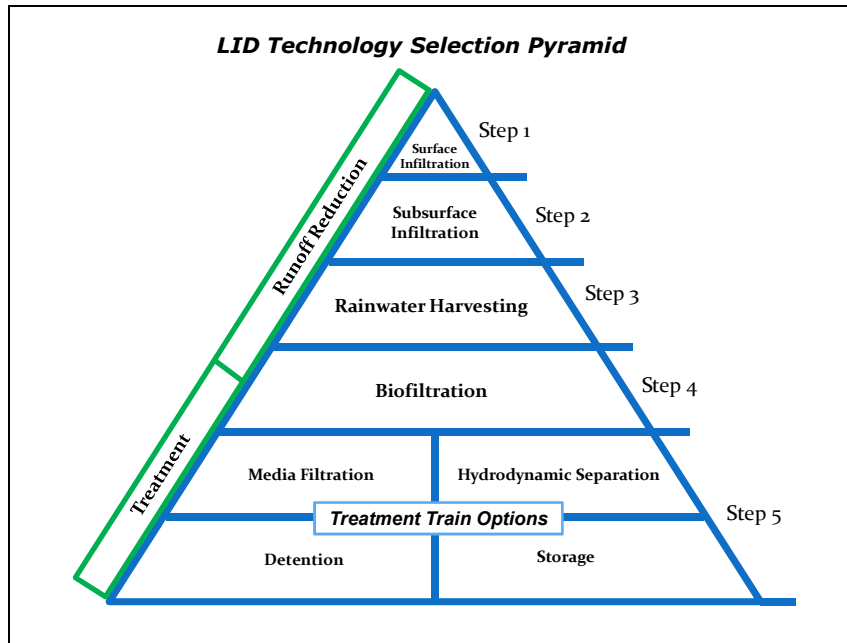 LID Technology Selection Pyramid
Step 1
Surface
Infiltration
Step 2
Subsurface
Infiltration
Runoff Reduction
Step 3
Rainwater Harvesting
Step 4
Biofiltration
Treatment
Media Filtration
Hydrodynamic Separation
Step 5
Treatment Train Options
Detention
Storage